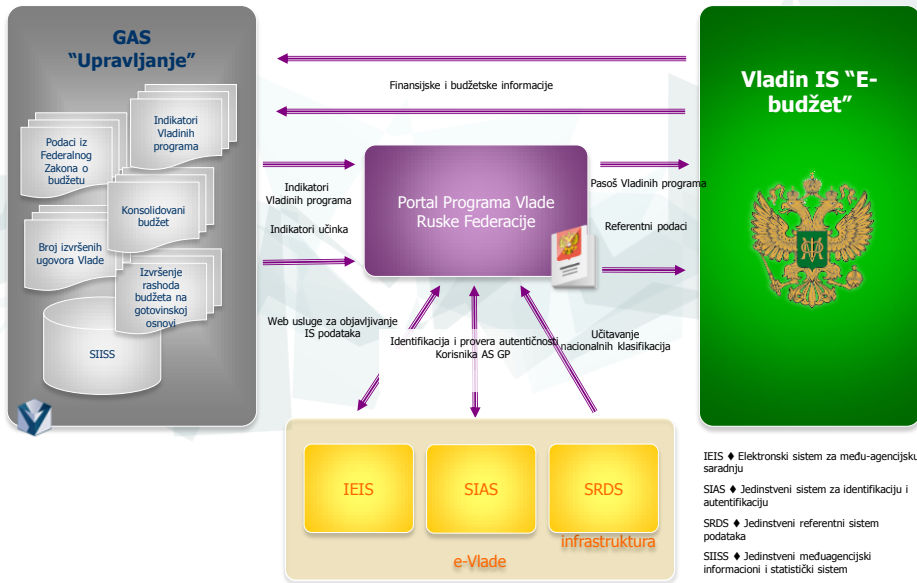 GAS
“Upravljanje”
Podaci iz
Federalnog
Zakona o
budžetu
Indikatori
Vladinih
programa
Konsolidovani
budžet
Broj izvršenih
ugovora Vlade
Izvršenje
rashoda
budžeta na
gotovinskoj
osnovi
SIISS
Finansijske i budžetske informacije
Indikatori
Vladinih programa
Indikatori učinka
Portal Programa Vlade
Ruske Federacije
Pasoš Vladinih programa
Referentni podaci
Vladin IS “E-
budžet”
Web usluge za objavljivanje
IS podataka
Identifikacija i provera autentičnosti
Korisnika AS GP
Učitavanje
nacionalnih klasifikacija
IEIS
SIAS
SRDS
infrastruktura
e-Vlade
IEIS ♦ Elektronski sistem za među-agencijsku
saradnju
SIAS ♦ Jedinstveni sistem za identifikaciju i
autentifikaciju
SRDS ♦ Jedinstveni referentni sistem
podataka
SIISS ♦ Jedinstveni međuagencijski
informacioni i statistički sistem